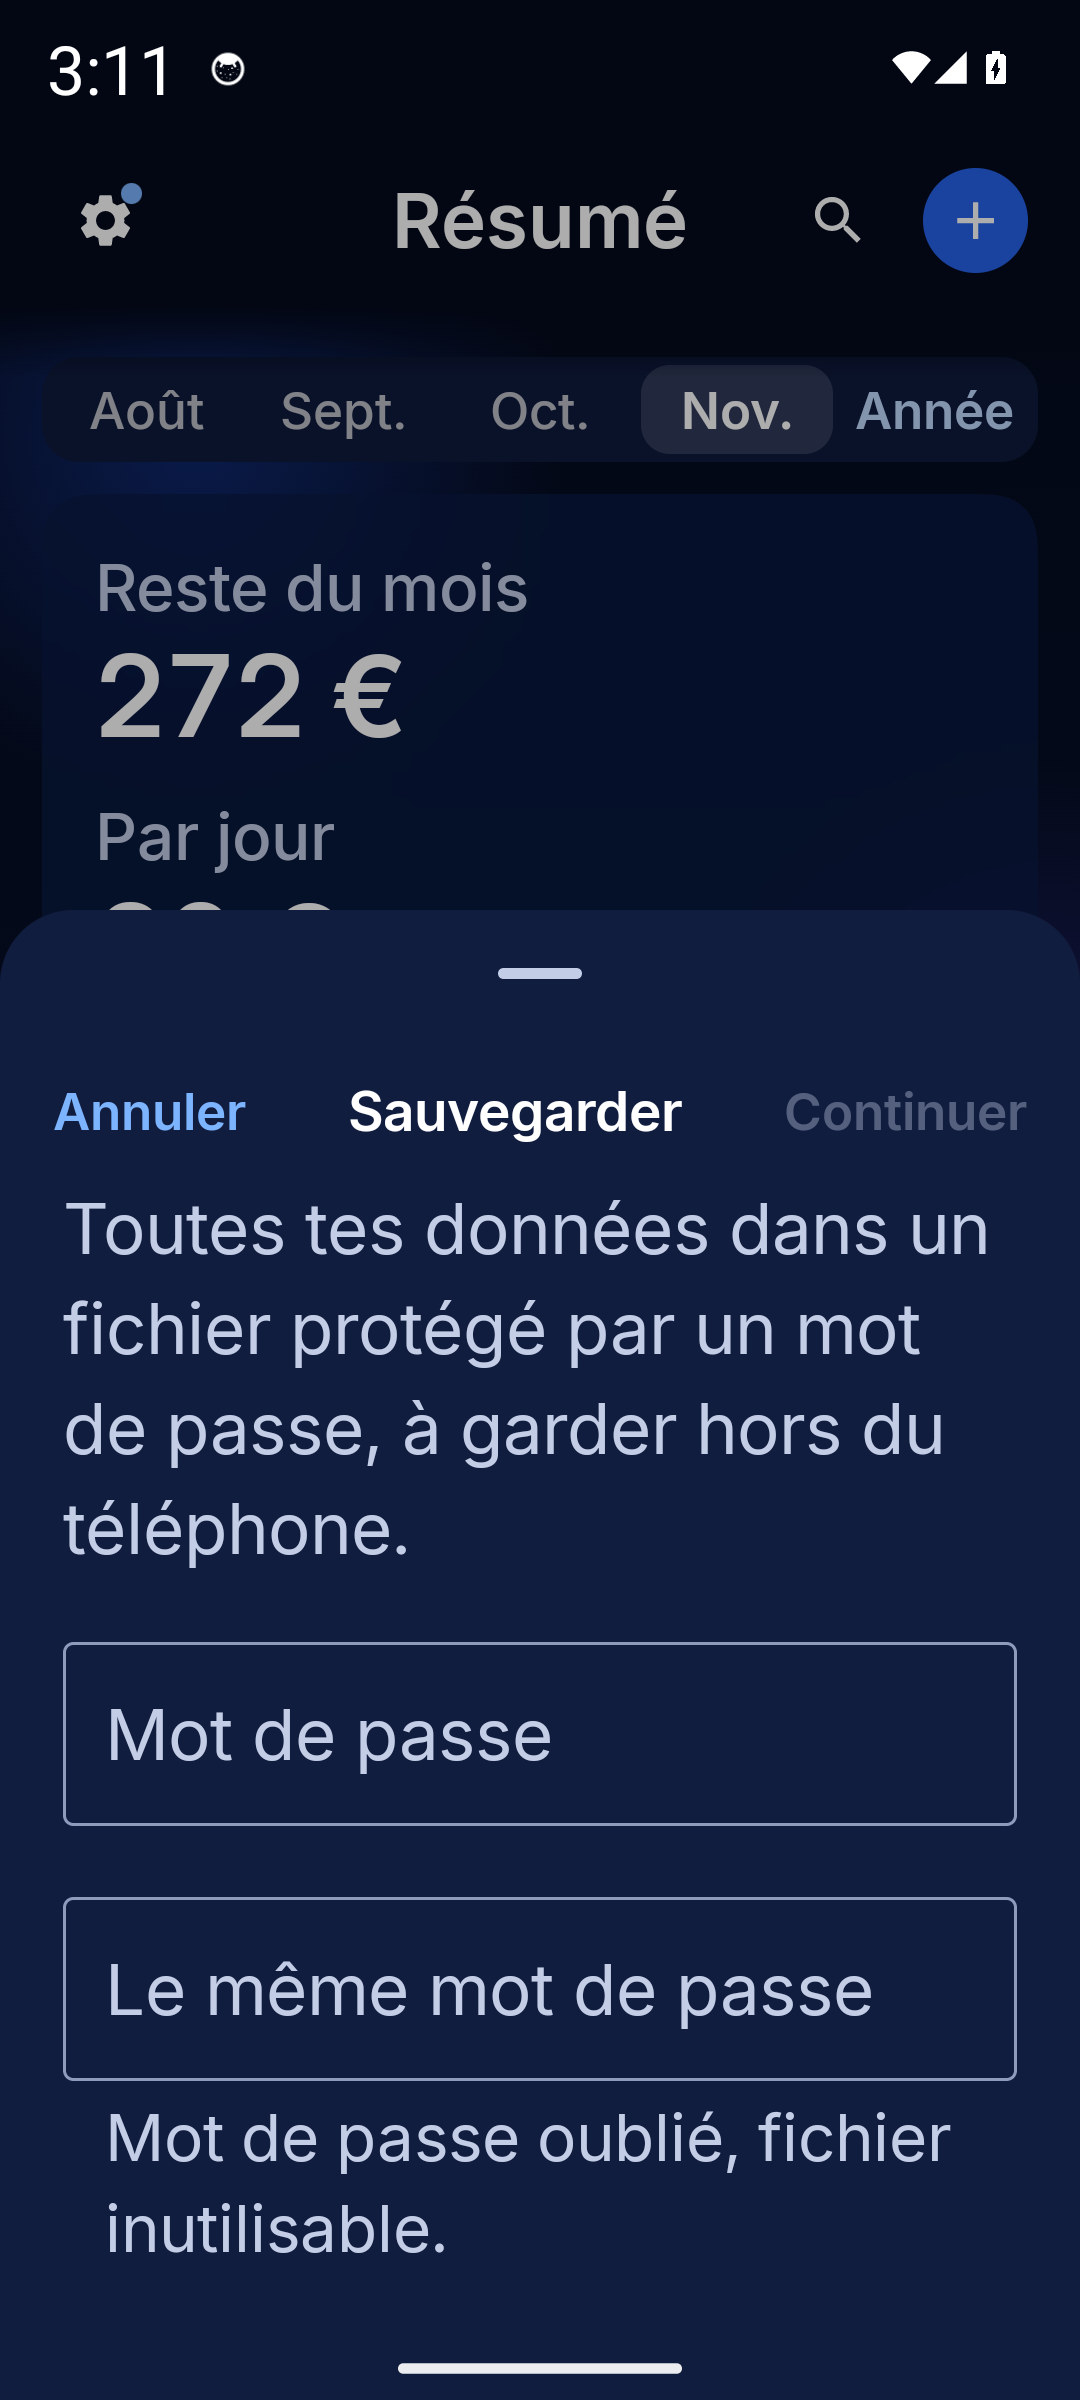 3:11
Résumé
Août Sept. Oct. Nov. Année
Reste du mois
272 €
Par jour
Annuler Sauvegarder Continuer
Toutes tes données dans un
fichier protégé par un mot
de passe, à garder hors du
téléphone.
Mot de passe
Le même mot de passe
Mot de passe oublié, fichier
inutilisable.